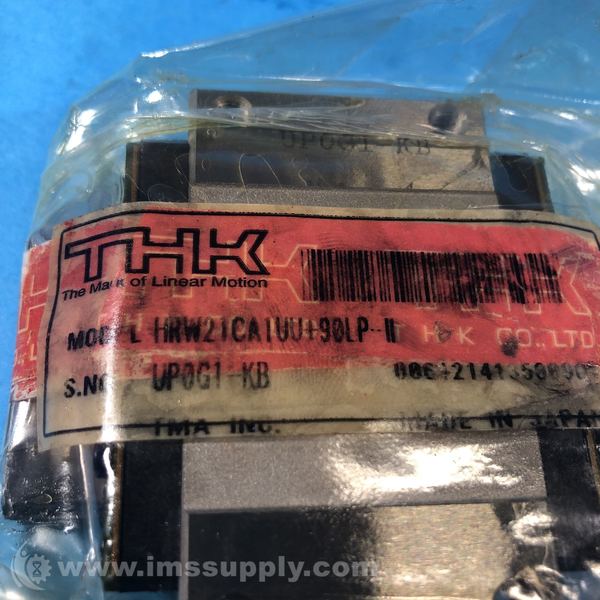 UP0G1-KB
THK
The Mark of Linear Motion
MODEL HRW21CA1UU+90LP-II T H K CO.,LTD.
S.NO. UP0G1-KB
TMA INC. MADE IN JAPAN
www.imssupply.com